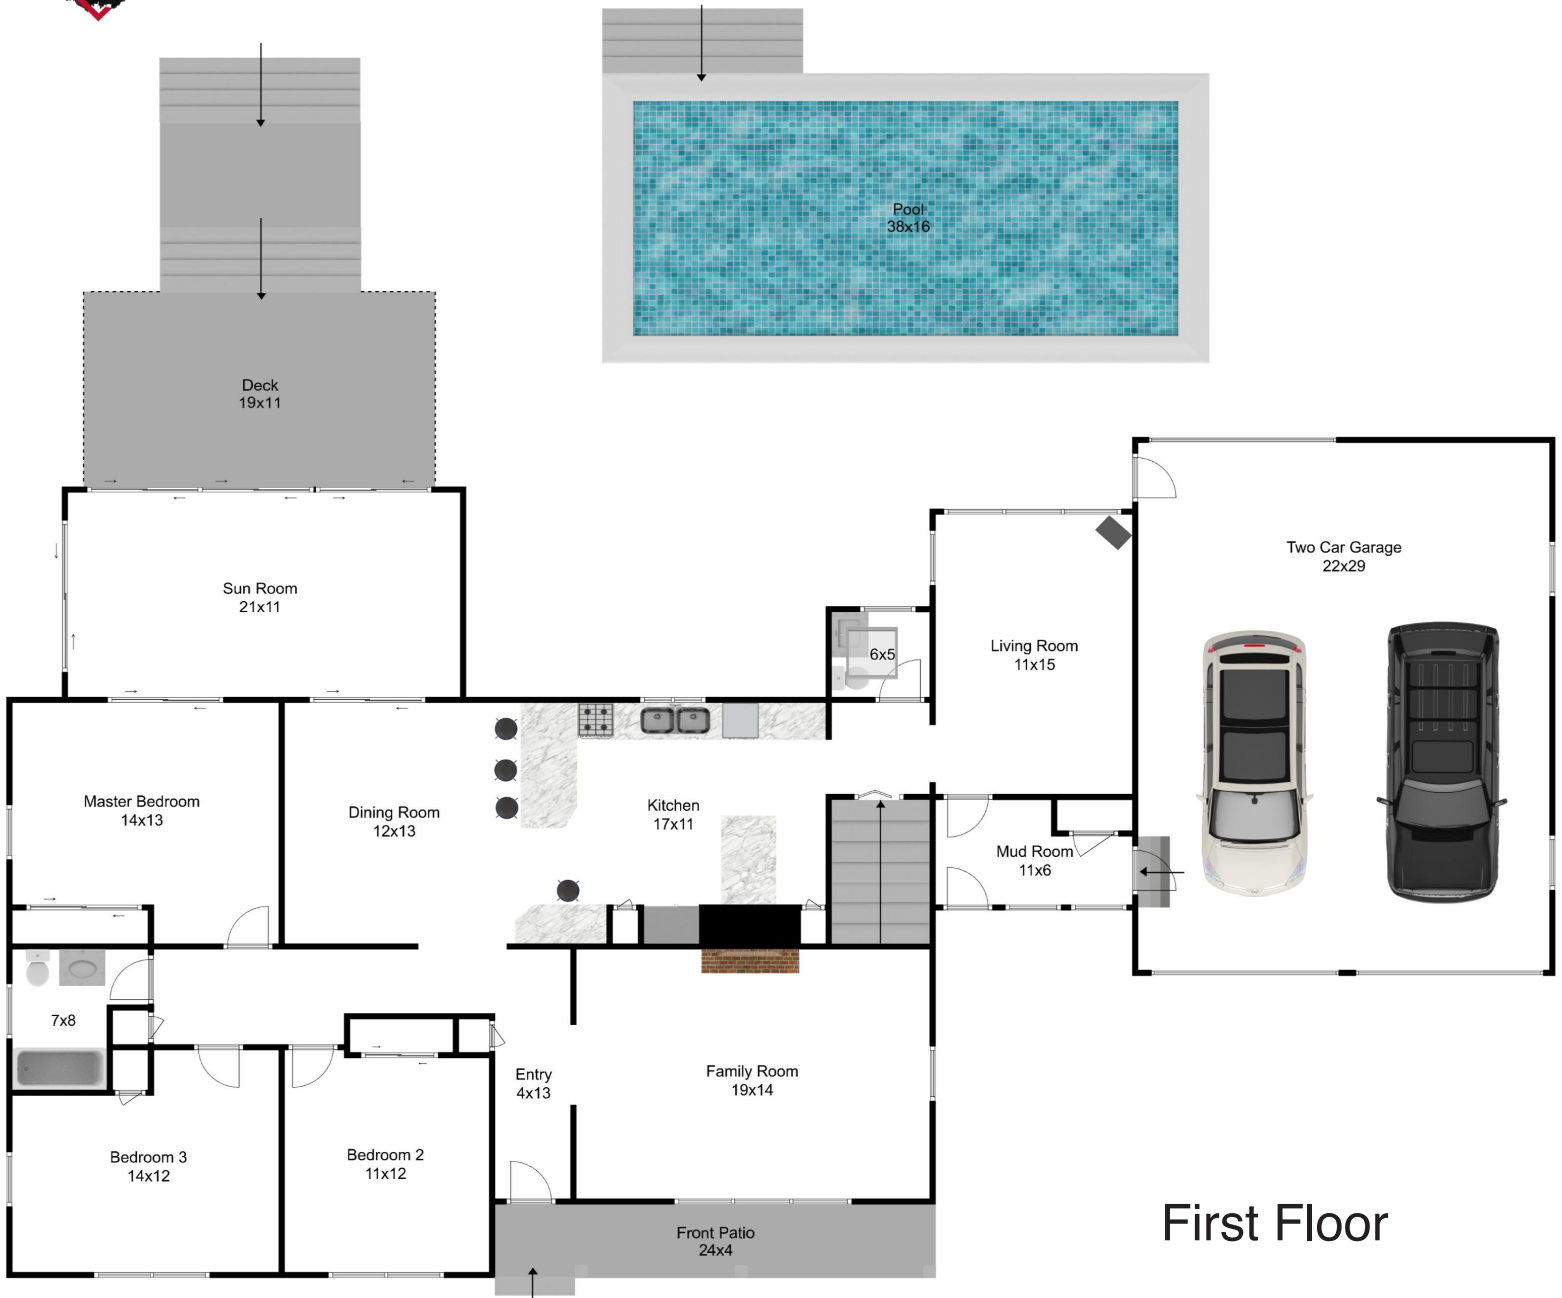 Pool
38x16
Deck
19x11
Two Car Garage
22x29
Sun Room
21x11
6x5
Living Room
11x15
Master Bedroom
14x13
Dining Room
12x13
Kitchen
17x11
Mud Room
11x6
7x8
Entry
4x13
Family Room
19x14
Bedroom 3
14x12
Bedroom 2
11x12
Front Patio
24x4
First Floor